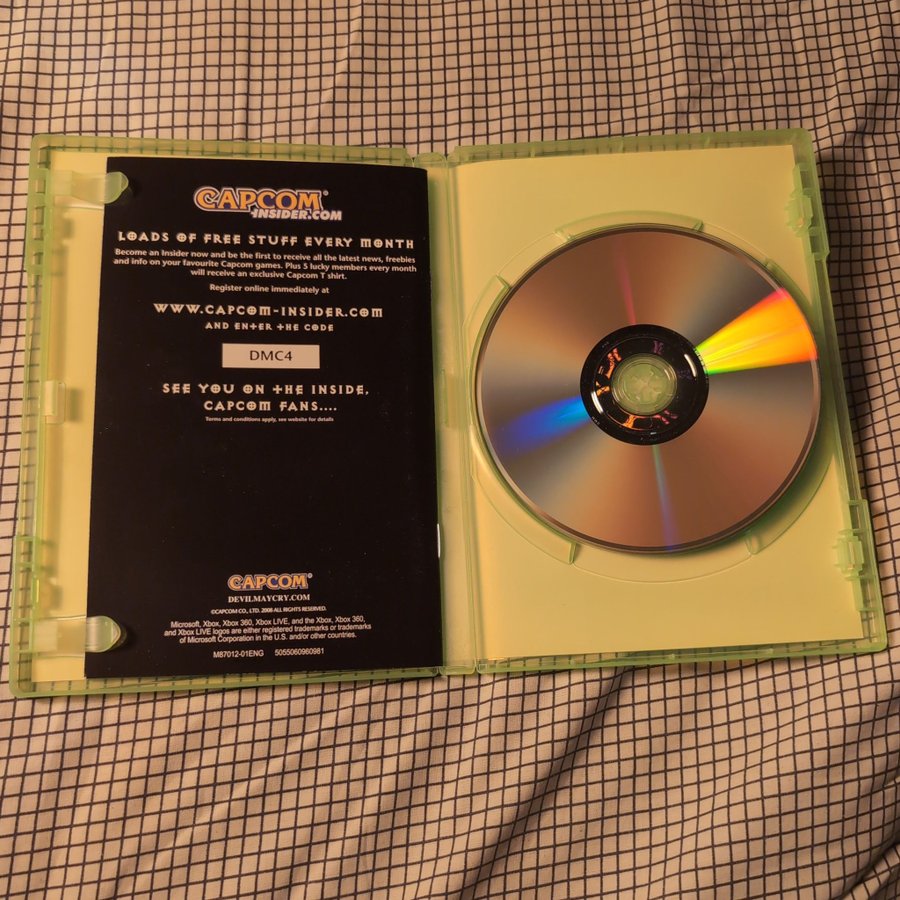 CAPCOM®
INSIDER.COM
LOADS OF FREE STUFF EVERY MONTH
Become an Insider now and be the first to receive all the latest news, freebies
and info on your favourite Capcom games. Plus 5 lucky members every month
will receive an exclusive Capcom T shirt.
Register online immediately at
WWW.CAPCOM-INSIDER.COM
AND ENTER THE CODE
DMC4
SEE YOU ON THE INSIDE,
CAPCOM FANS....
Terms and conditions apply, see website for details
CAPCOM®
DEVILMAYCRY.COM
©CAPCOM CO., LTD. 2008 ALL RIGHTS RESERVED.
Microsoft, Xbox, Xbox 360, Xbox LIVE, and the Xbox, Xbox 360,
and Xbox LIVE logos are either registered trademarks or trademarks
of Microsoft Corporation in the U.S. and/or other countries.
M87012-01ENG 5055060960981